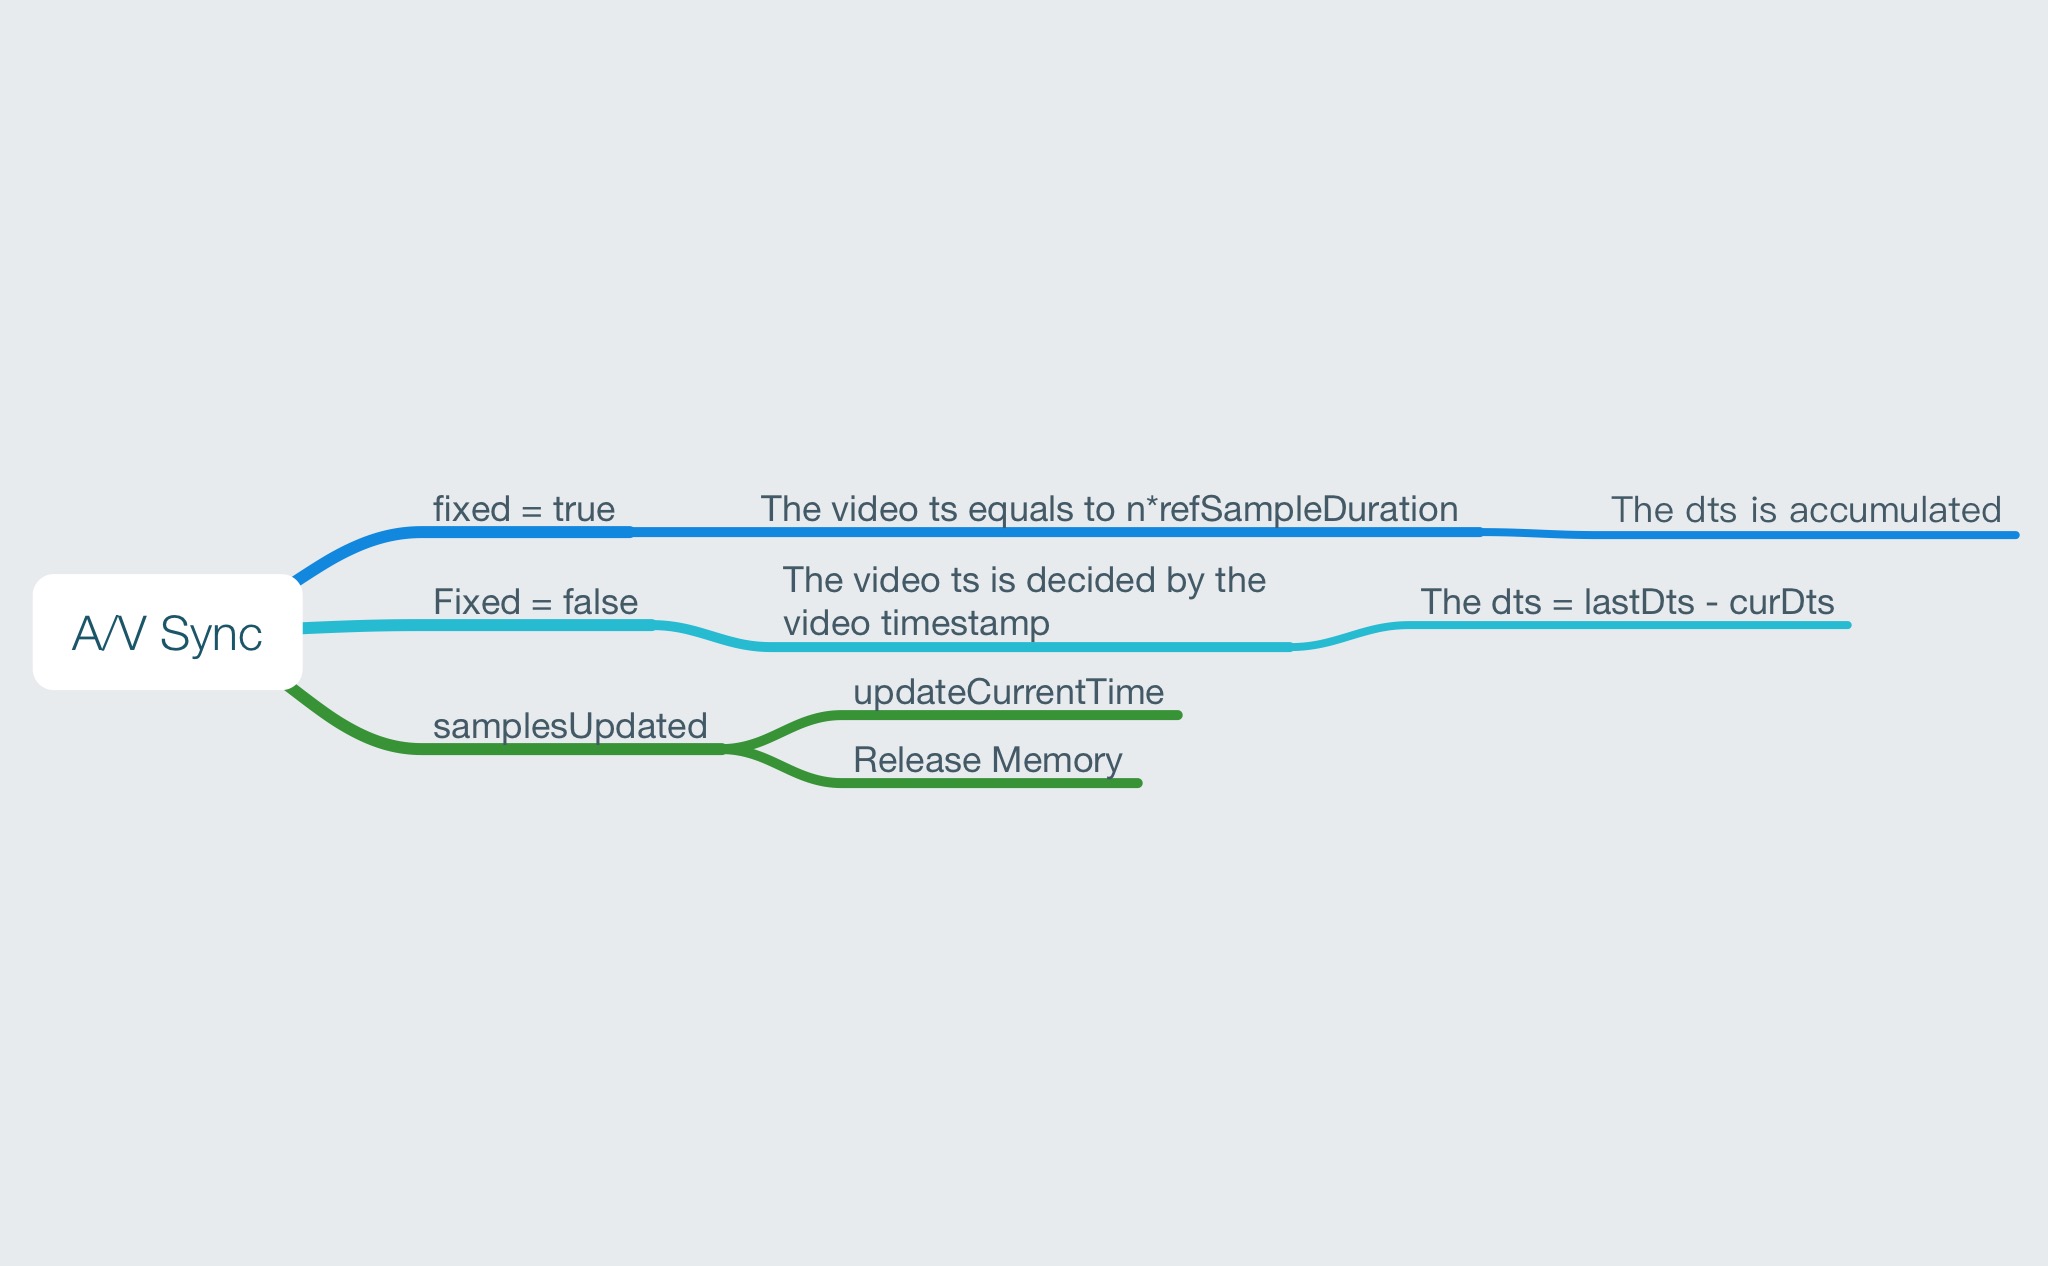 A/V Sync
fixed = true
The video ts equals to n*refSampleDuration
The dts is accumulated
Fixed = false
The video ts is decided by the
video timestamp
The dts = lastDts - curDts
samplesUpdated
updateCurrentTime
Release Memory